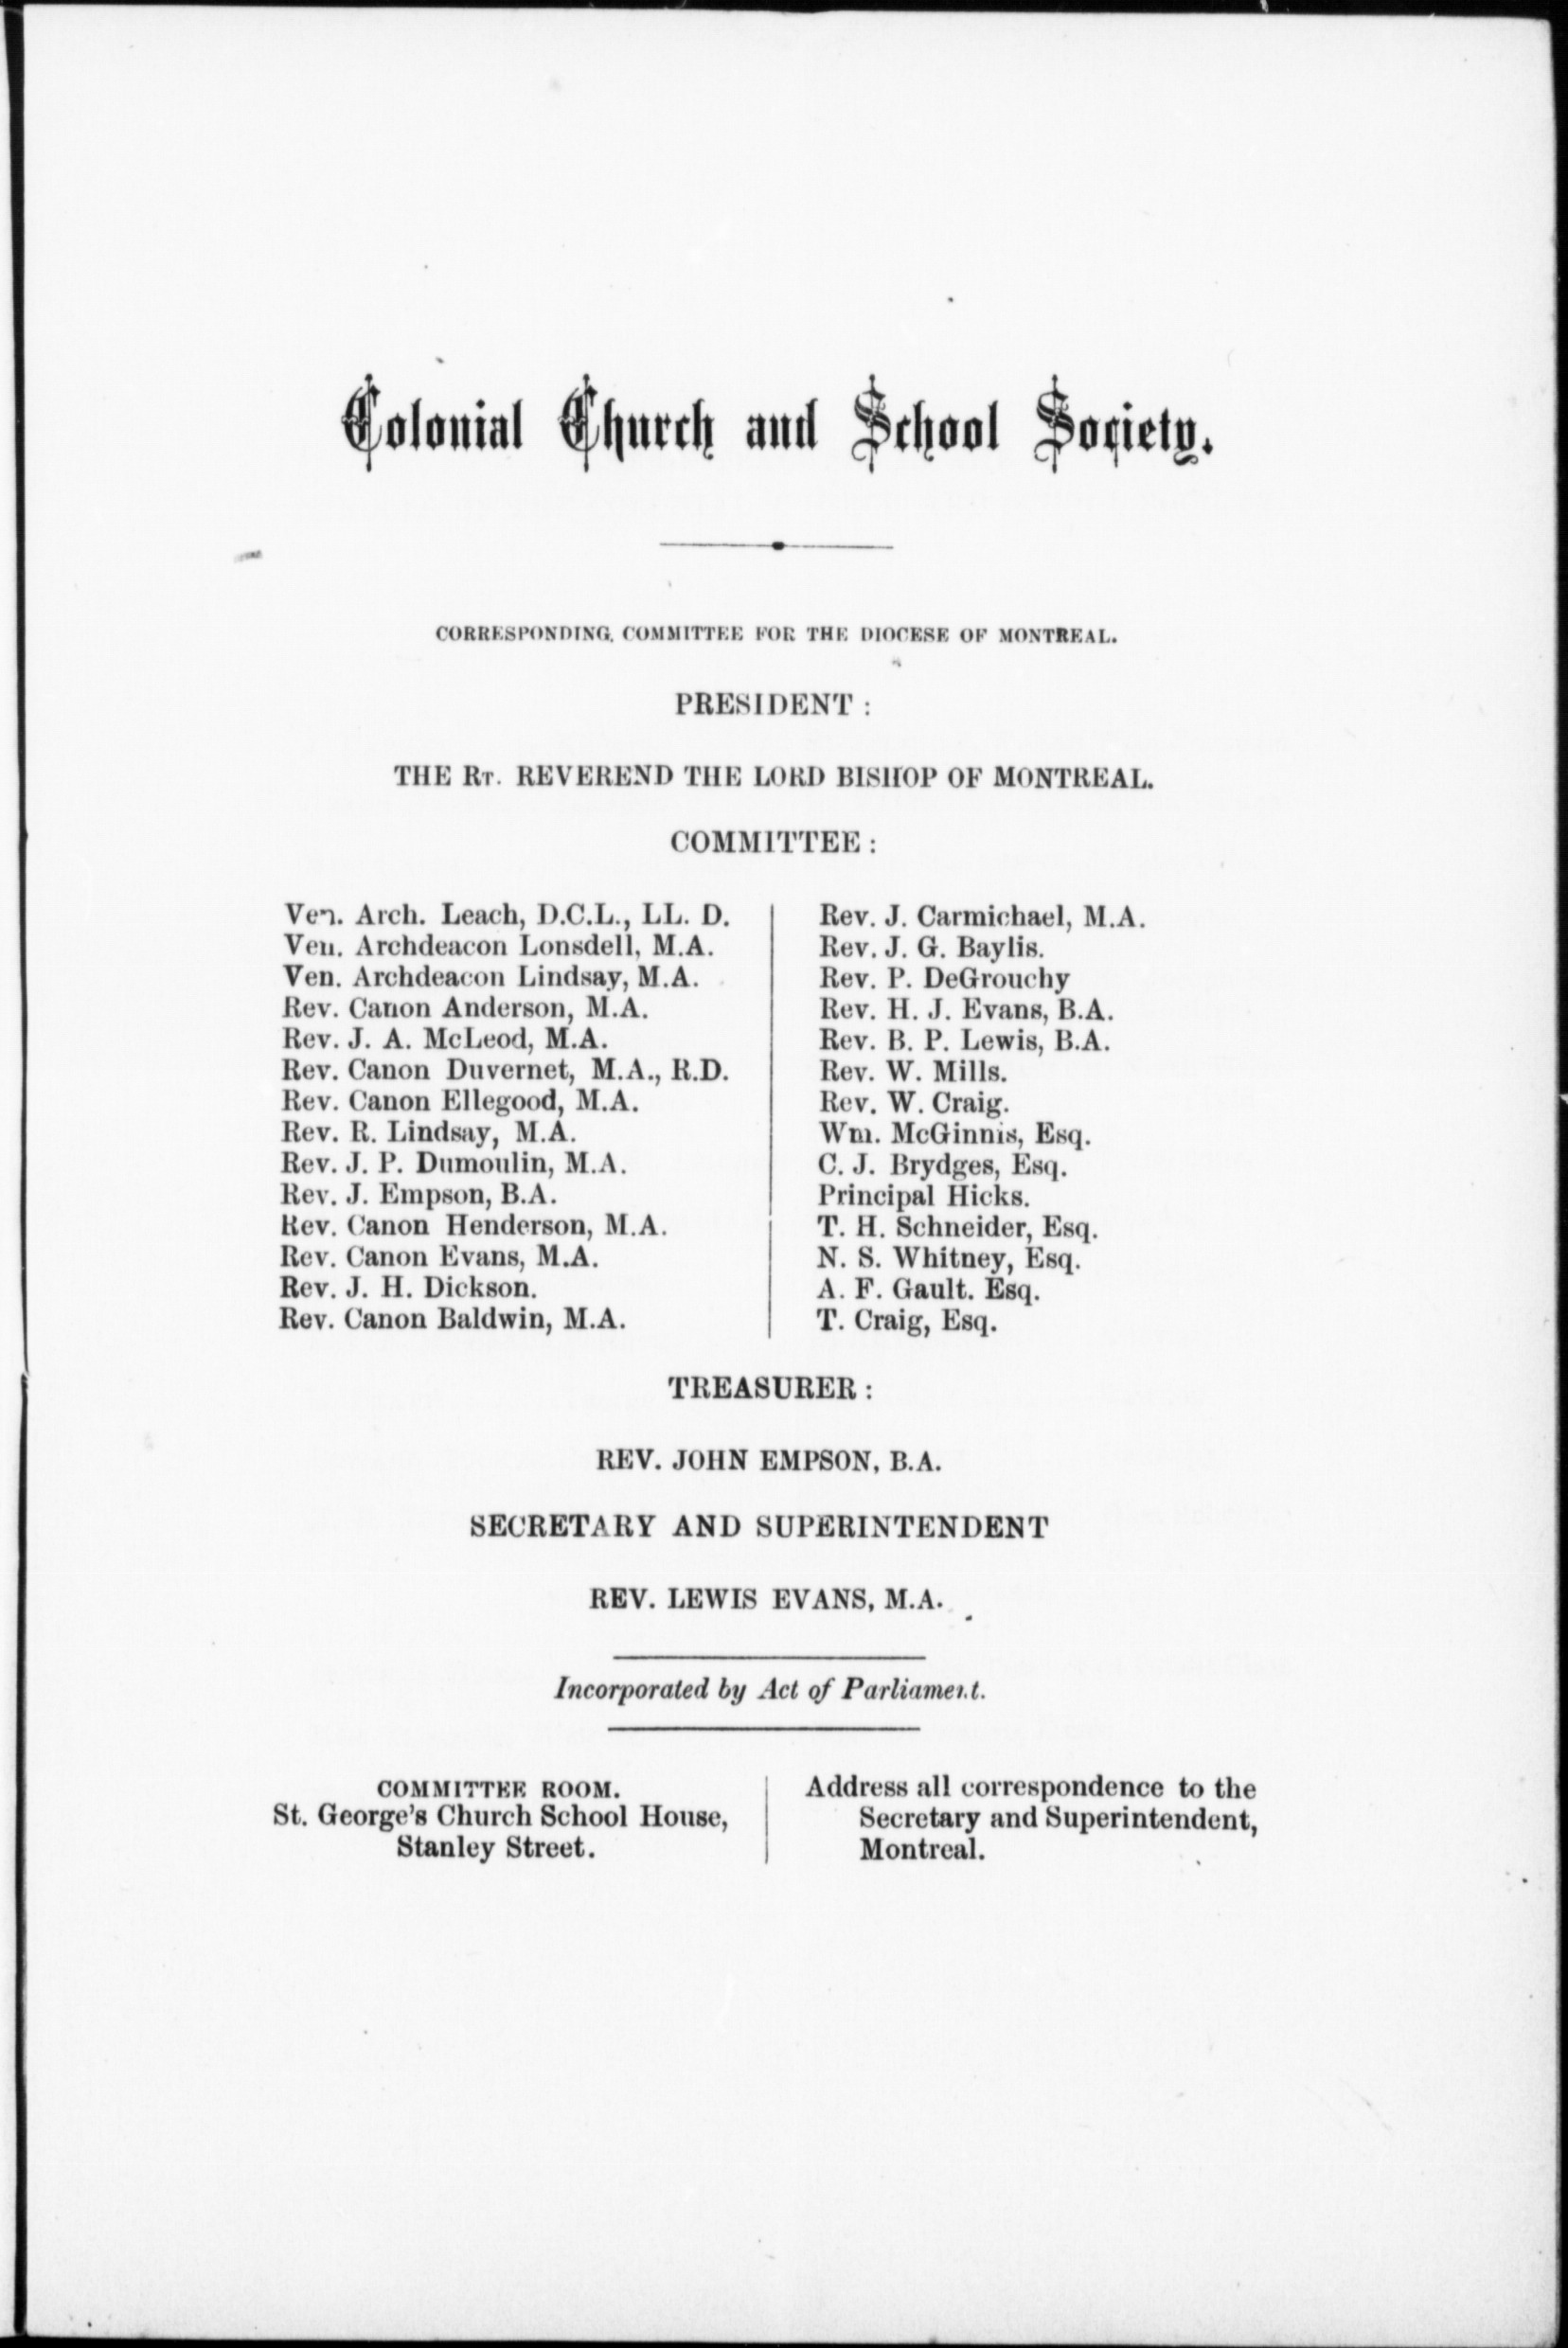 Colonial Church and School Society.
CORRESPONDING. COMMITTEE FOR THE DIOCESE OF MONTREAL.
PRESIDENT :
THE RT. REVEREND THE LORD BISHOP OF MONTREAL.
COMMITTEE :
Ven. Arch. Leach, D.C.L., LL. D.
Ven. Archdeacon Lonsdell, M.A.
Ven. Archdeacon Lindsay, M.A.
Rev. Canon Anderson, M.A.
Rev. J. A. McLeod, M.A.
Rev. Canon Duvernet, M.A., R.D.
Rev. Canon Ellegood, M.A.
Rev. R. Lindsay, M.A.
Rev. J. P. Dumoulin, M.A.
Rev. J. Empson, B.A.
Rev. Canon Henderson, M.A.
Rev. Canon Evans, M.A.
Rev. J. H. Dickson.
Rev. Canon Baldwin, M.A.
Rev. J. Carmichael, M.A.
Rev. J. G. Baylis.
Rev. P. DeGrouchy
Rev. H. J. Evans, B.A.
Rev. B. P. Lewis, B.A.
Rev. W. Mills.
Rev. W. Craig.
Wm. McGinnis, Esq.
C. J. Brydges, Esq.
Principal Hicks.
T. H. Schneider, Esq.
N. S. Whitney, Esq.
A. F. Gault. Esq.
T. Craig, Esq.
TREASURER :
REV. JOHN EMPSON, B.A.
SECRETARY AND SUPERINTENDENT
REV. LEWIS EVANS, M.A.
Incorporated by Act of Parliament.
COMMITTEE ROOM.
St. George's Church School House,
Stanley Street.
Address all correspondence to the
Secretary and Superintendent,
Montreal.